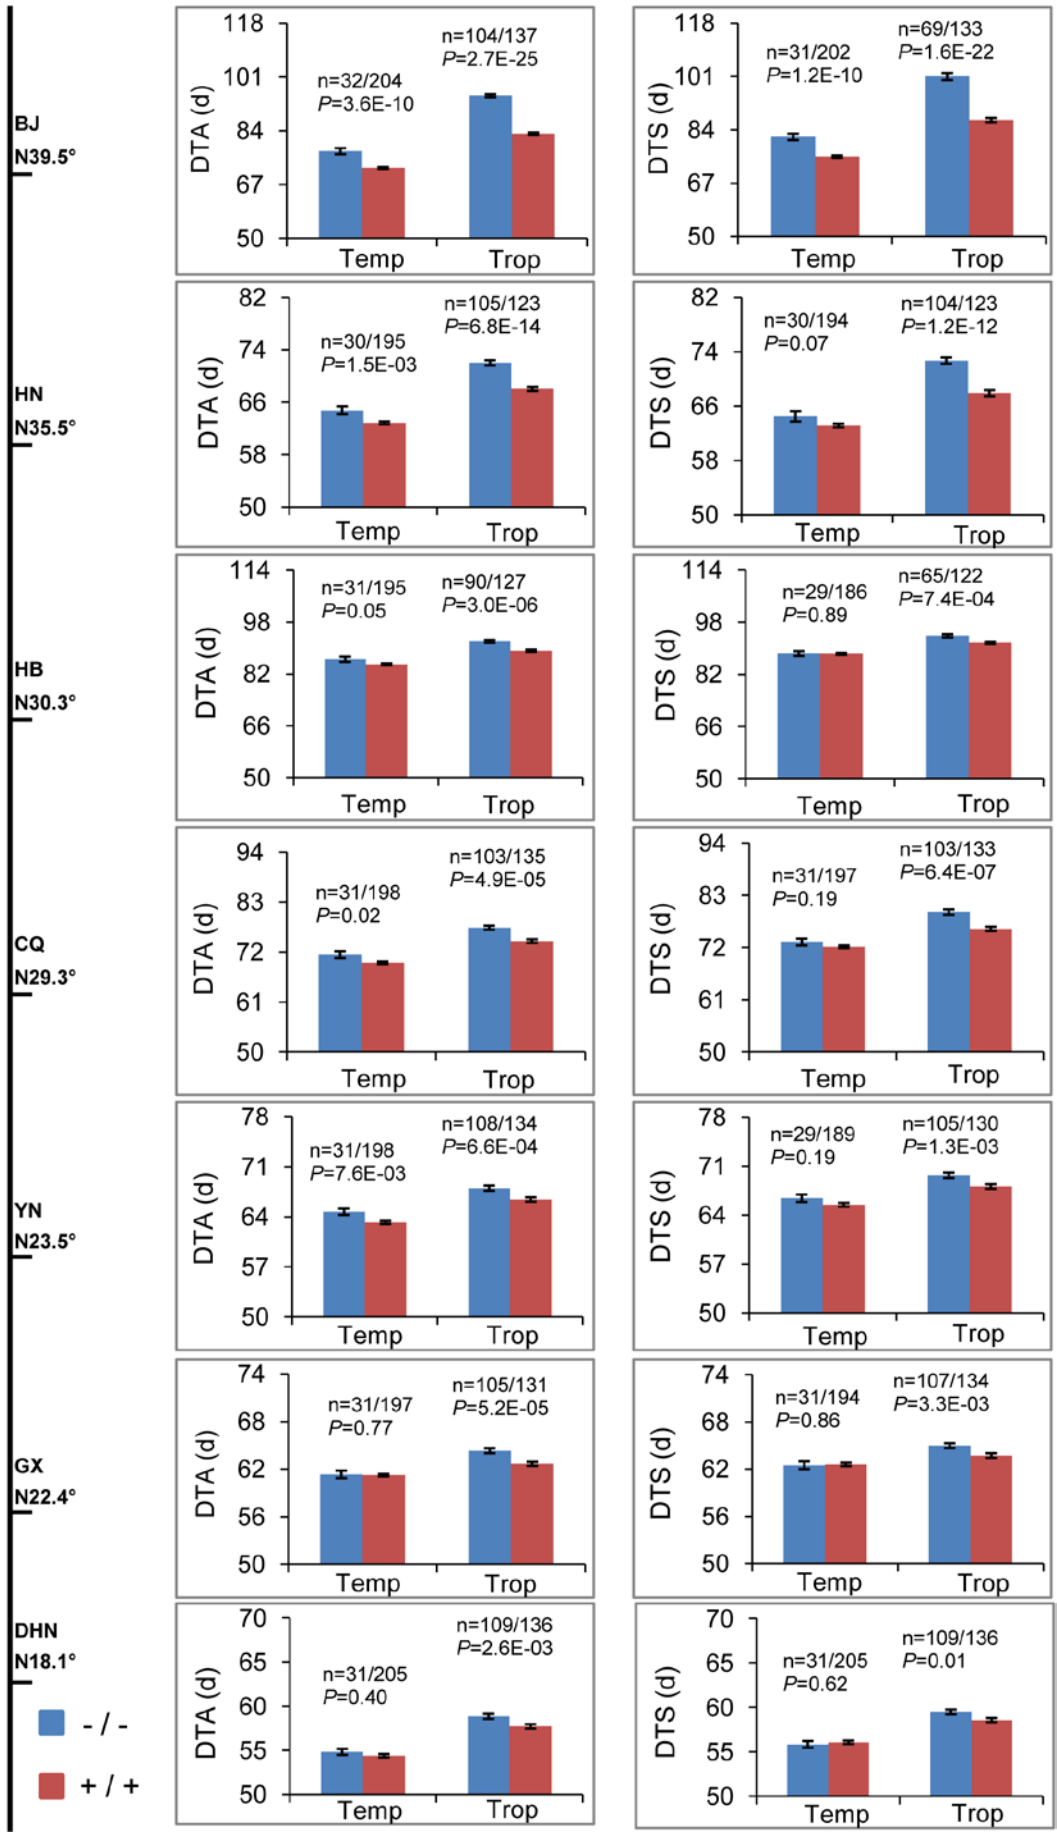 BJ
N39.5°
DTA (d)
118
101
84
67
50
n=32/204
P=3.6E-10
n=104/137
P=2.7E-25
Temp
Trop
DTS (d)
118
101
84
67
50
n=31/202
P=1.2E-10
n=69/133
P=1.6E-22
Temp
Trop
HN
N35.5°
DTA (d)
82
74
66
58
50
n=30/195
P=1.5E-03
n=105/123
P=6.8E-14
Temp
Trop
DTS (d)
82
74
66
58
50
n=30/194
P=0.07
n=104/123
P=1.2E-12
Temp
Trop
HB
N30.3°
DTA (d)
114
98
82
66
50
n=31/195
P=0.05
n=90/127
P=3.0E-06
Temp
Trop
DTS (d)
114
98
82
66
50
n=29/186
P=0.89
n=65/122
P=7.4E-04
Temp
Trop
CQ
N29.3°
DTA (d)
94
83
72
61
50
n=31/198
P=0.02
n=103/135
P=4.9E-05
Temp
Trop
DTS (d)
94
83
72
61
50
n=31/197
P=0.19
n=103/133
P=6.4E-07
Temp
Trop
YN
N23.5°
DTA (d)
78
71
64
57
50
n=31/198
P=7.6E-03
n=108/134
P=6.6E-04
Temp
Trop
DTS (d)
78
71
64
57
50
n=29/189
P=0.19
n=105/130
P=1.3E-03
Temp
Trop
GX
N22.4°
DTA (d)
74
68
62
56
50
n=31/197
P=0.77
n=105/131
P=5.2E-05
Temp
Trop
DTS (d)
74
68
62
56
50
n=31/194
P=0.86
n=107/134
P=3.3E-03
Temp
Trop
DHN
N18.1°
DTA (d)
70
65
60
55
50
n=31/205
P=0.40
n=109/136
P=2.6E-03
Temp
Trop
DTS (d)
70
65
60
55
50
n=31/205
P=0.62
n=109/136
P=0.01
Temp
Trop
- / -
+ / +